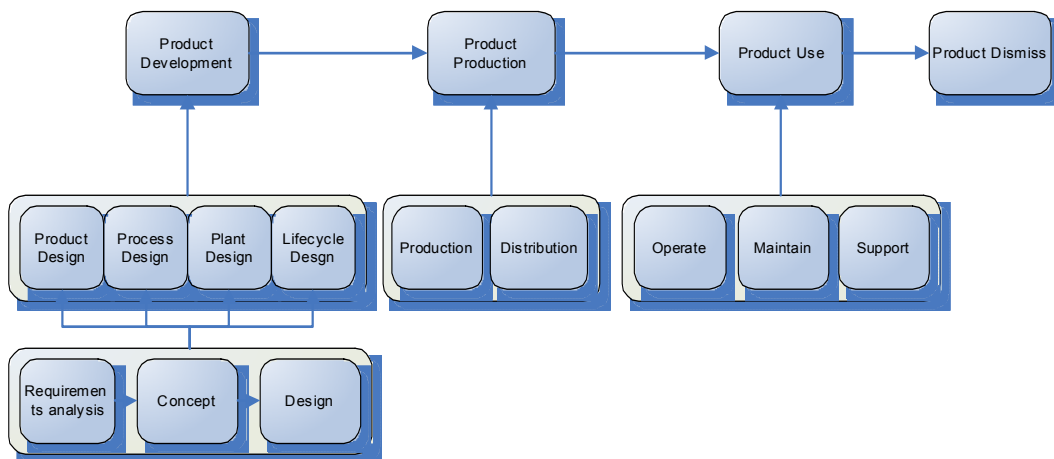 Product
Development
Product
Production
Product Use
Product Dismiss
Product
Design
Process
Design
Plant
Design
Lifecycle
Desgn
Production
Distribution
Operate
Maintain
Support
Requiremen
ts analysis
Concept
Design